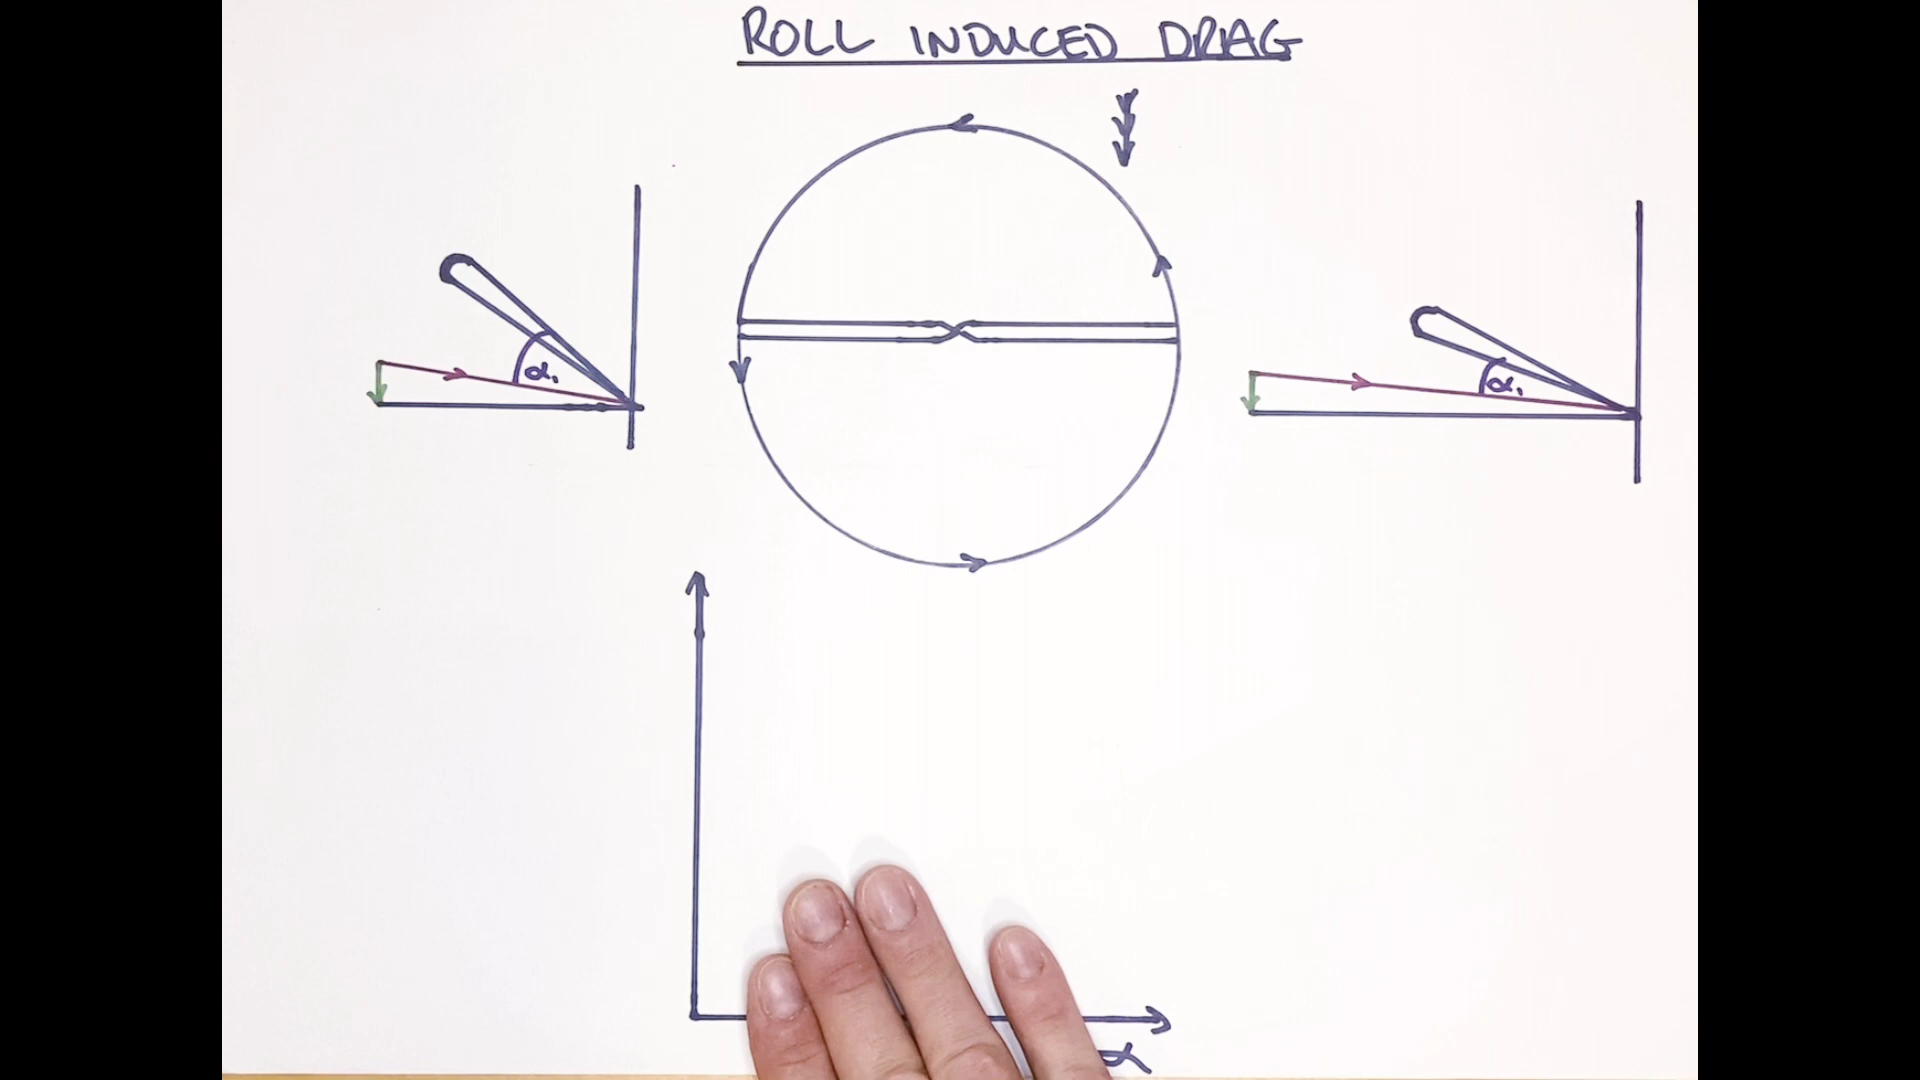 ROLL INDUCED DRAG
α₁
α₁
α